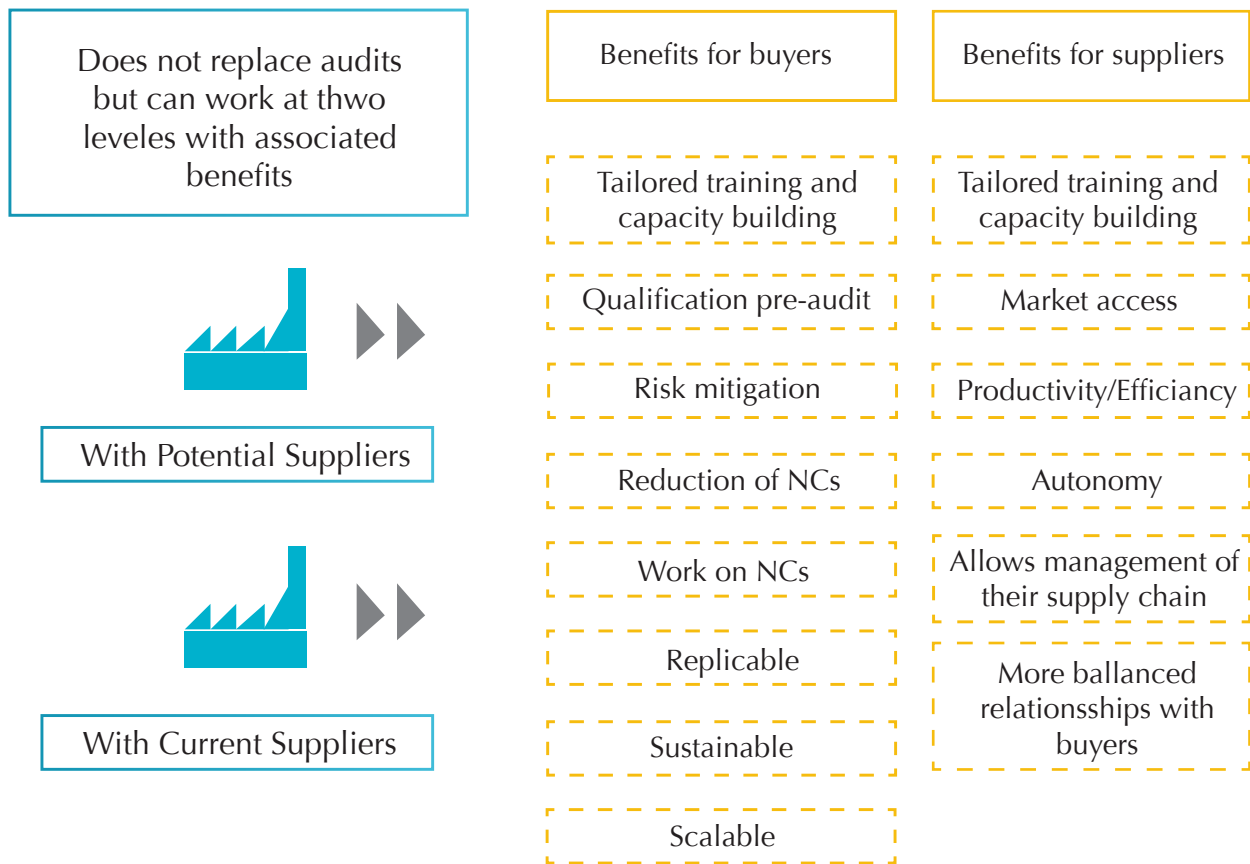 Does not replace audits
but can work at thwo
leveles with associated
benefits
With Potential Suppliers
With Current Suppliers
Benefits for buyers
Tailored training and
capacity building
Qualification pre-audit
Risk mitigation
Reduction of NCs
Work on NCs
Replicable
Sustainable
Scalable
Benefits for suppliers
Tailored training and
capacity building
Market access
Productivity/Efficiancy
Autonomy
Allows management of
their supply chain
More ballanced
relationsships with
buyers